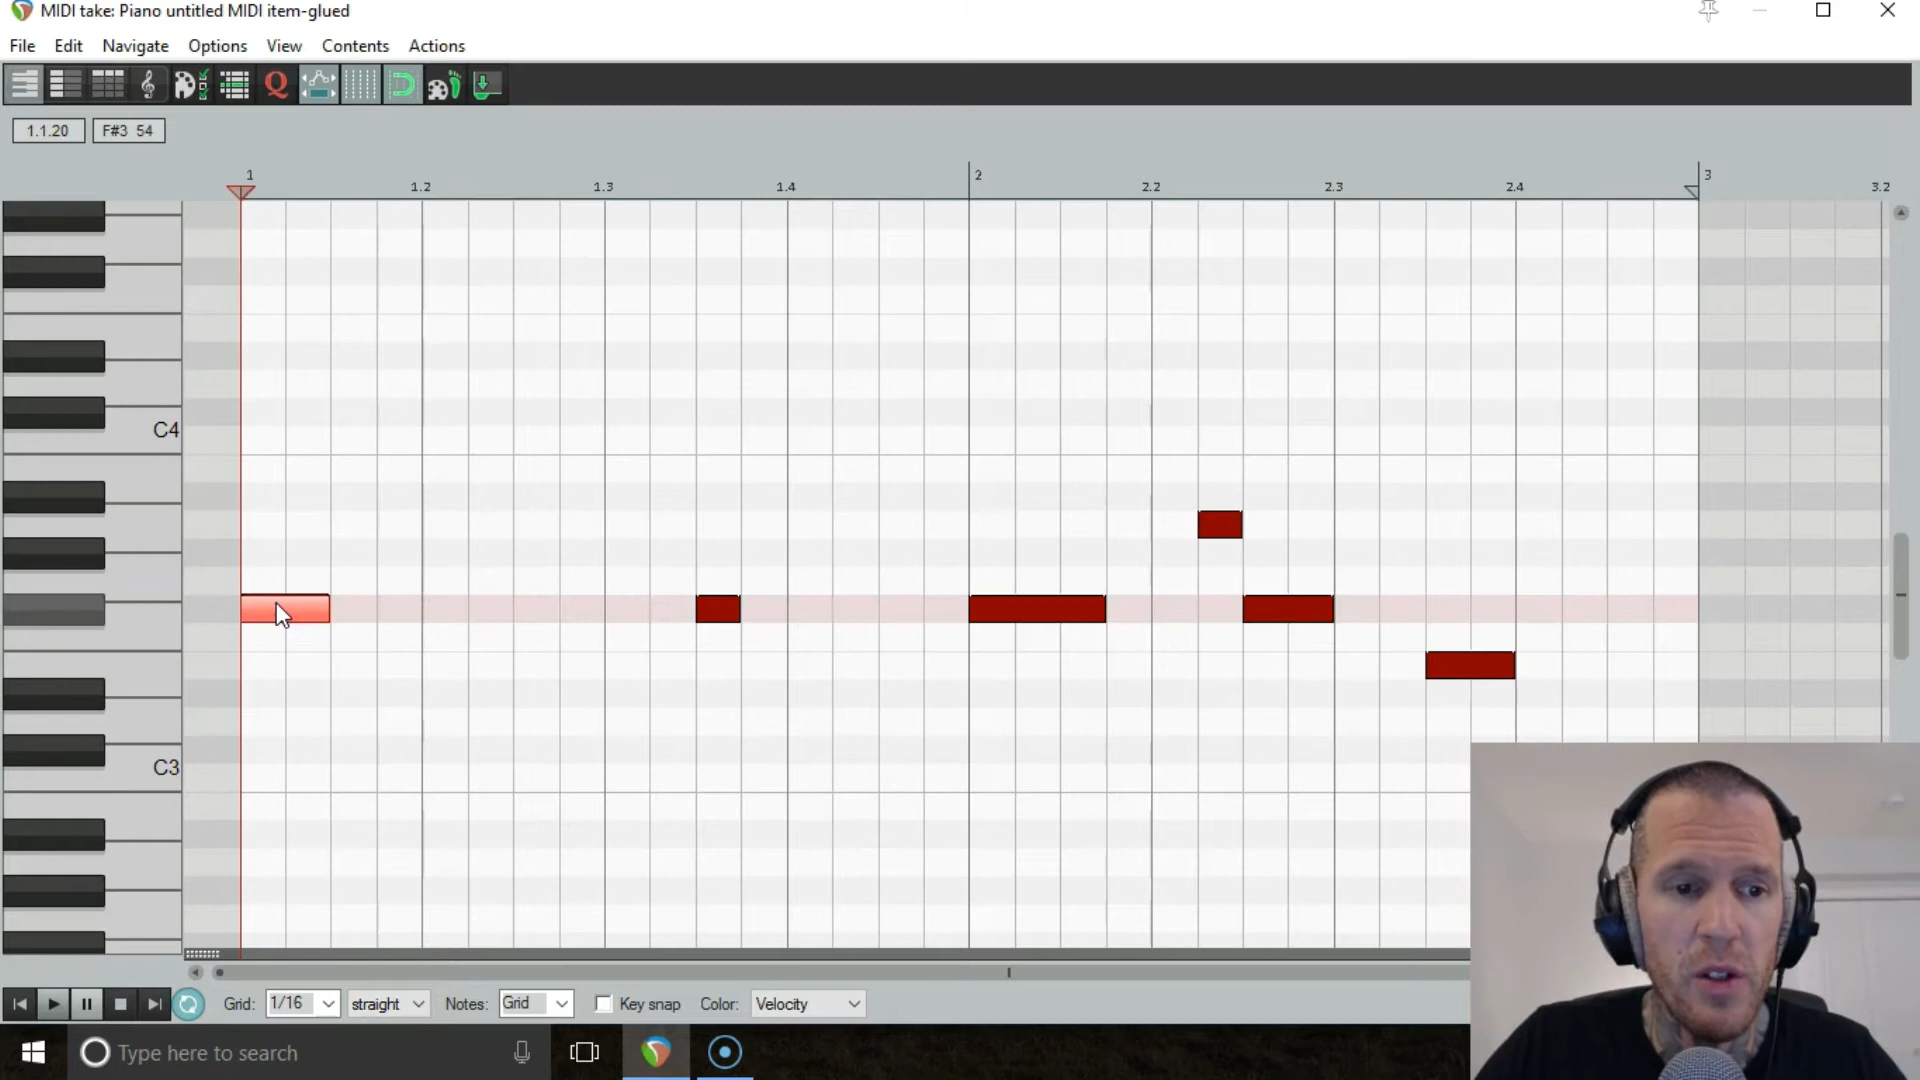 MIDI take: Piano untitled MIDI item-glued
File Edit Navigate Options View Contents Actions
Q
1.1.20 F#3 54
1 1.2 1.3 1.4 2 2.2 2.3 2.4 3 3.2
C4
C3
Grid: 1/16 straight Notes: Grid Key snap Color: Velocity
Type here to search